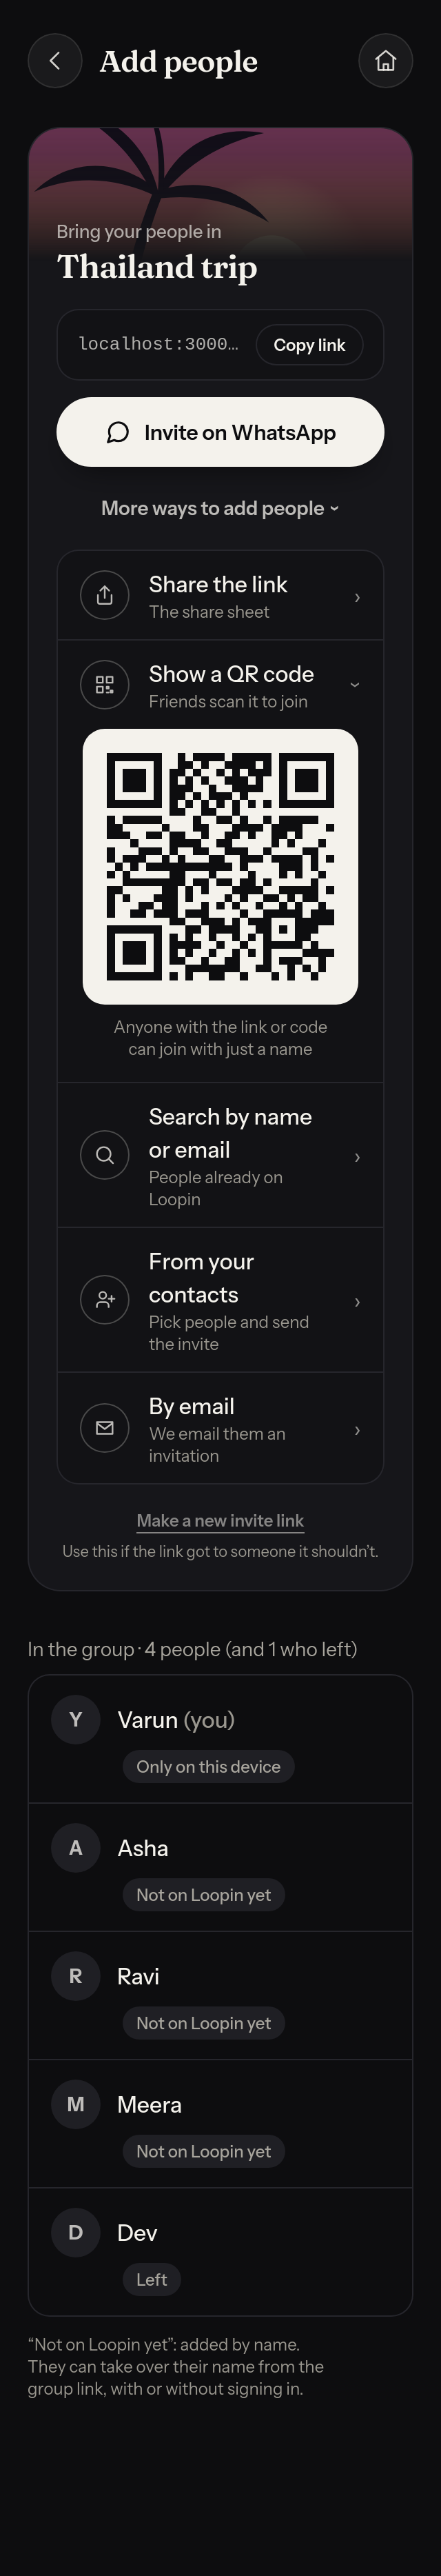 Add people
Bring your people in
Thailand trip
localhost:3000…
Copy link
Invite on WhatsApp
More ways to add people
Share the link
The share sheet
Show a QR code
Friends scan it to join
Anyone with the link or code
can join with just a name
Search by name
or email
People already on
Loopin
From your
contacts
Pick people and send
the invite
By email
We email them an
invitation
Make a new invite link
Use this if the link got to someone it shouldn’t.
In the group · 4 people (and 1 who left)
Y
Varun (you)
Only on this device
A
Asha
Not on Loopin yet
R
Ravi
Not on Loopin yet
M
Meera
Not on Loopin yet
D
Dev
Left
“Not on Loopin yet”: added by name.
They can take over their name from the
group link, with or without signing in.